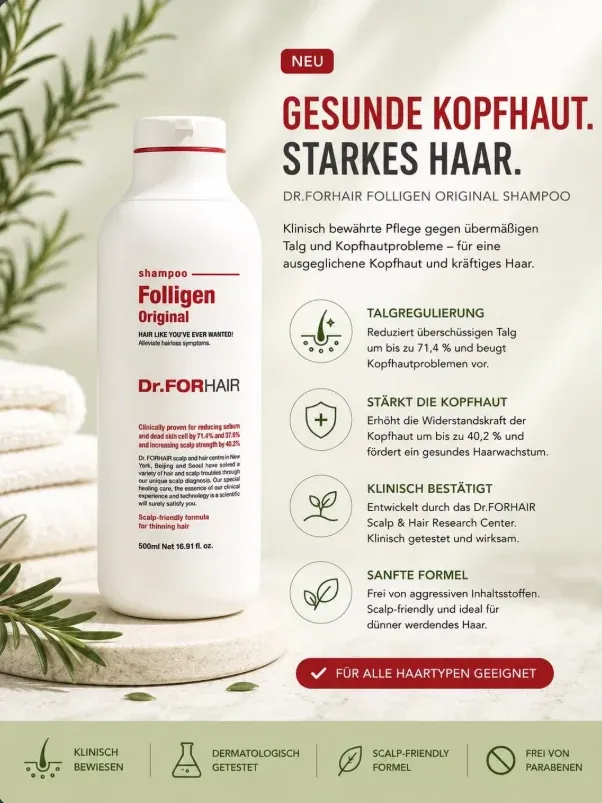 NEU
GESUNDE KOPFHAUT.
STARKES HAAR.
DR.FORHAIR FOLLIGEN ORIGINAL SHAMPOO
Klinisch bewährte Pflege gegen übermäßigen
Talg und Kopfhautprobleme – für eine
ausgeglichene Kopfhaut und kräftiges Haar.
TALGREGULIERUNG
Reduziert überschüssigen Talg
um bis zu 71,4 % und beugt
Kopfhautproblemen vor.
STÄRKT DIE KOPFHAUT
Erhöht die Widerstandskraft der
Kopfhaut um bis zu 40,2 % und
fördert ein gesundes Haarwachstum.
KLINISCH BESTÄTIGT
Entwickelt durch das Dr.FORHAIR
Scalp & Hair Research Center.
Klinisch getestet und wirksam.
SANFTE FORMEL
Frei von aggressiven Inhaltsstoffen.
Scalp-friendly und ideal für
dünner werdendes Haar.
FÜR ALLE HAARTYPEN GEEIGNET
shampoo
Folligen
Original
HAIR LIKE YOU'VE EVER WANTED!
Alleviate hairloss symptoms.
Dr.FORHAIR
Clinically proven for reducing sebum
and dead skin cell by 71.4% and 37.6%
and increasing scalp strength by 40.2%
Dr. FORHAIR scalp and hair centre in New
York, Beijing and Seoul have solved a
variety of hair and scalp troubles through
our unique scalp diagnosis. Our special
healing care, the essence of our clinical
experience and technology is a scientific
will surely satisfy you.
Scalp-friendly formula
for thinning hair
500ml Net 16.91 fl. oz.
KLINISCH
BEWIESEN
DERMATOLOGISCH
GETESTET
SCALP-FRIENDLY
FORMEL
FREI VON
PARABENEN